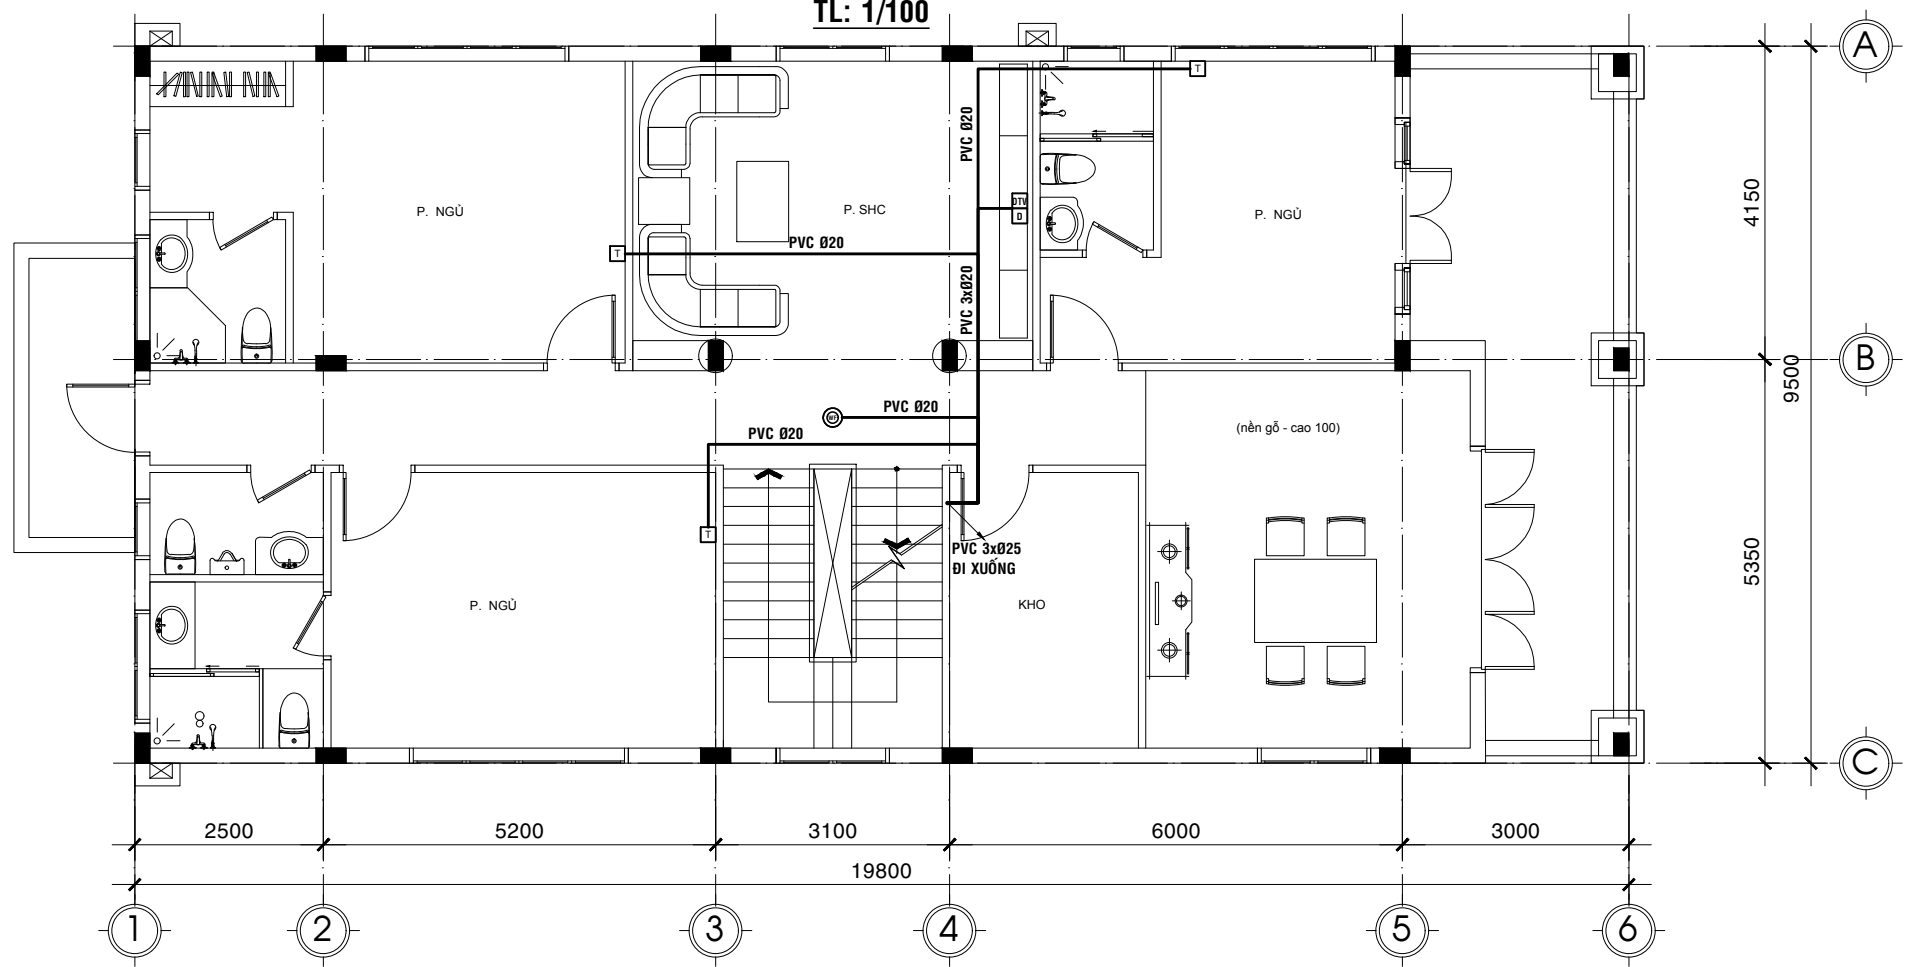 TL: 1/100
A
T
PVC Ø20
4150
DTV
D
P. NGỦ
P. SHC
P. NGỦ
PVC Ø20
T
PVC 3xØ20
B
9500
PVC Ø20
WF
PVC Ø20
(nền gỗ - cao 100)
T
PVC 3xØ25
ĐI XUỐNG
5350
P. NGỦ
KHO
C
2500
5200
3100
6000
3000
19800
1
2
3
4
5
6